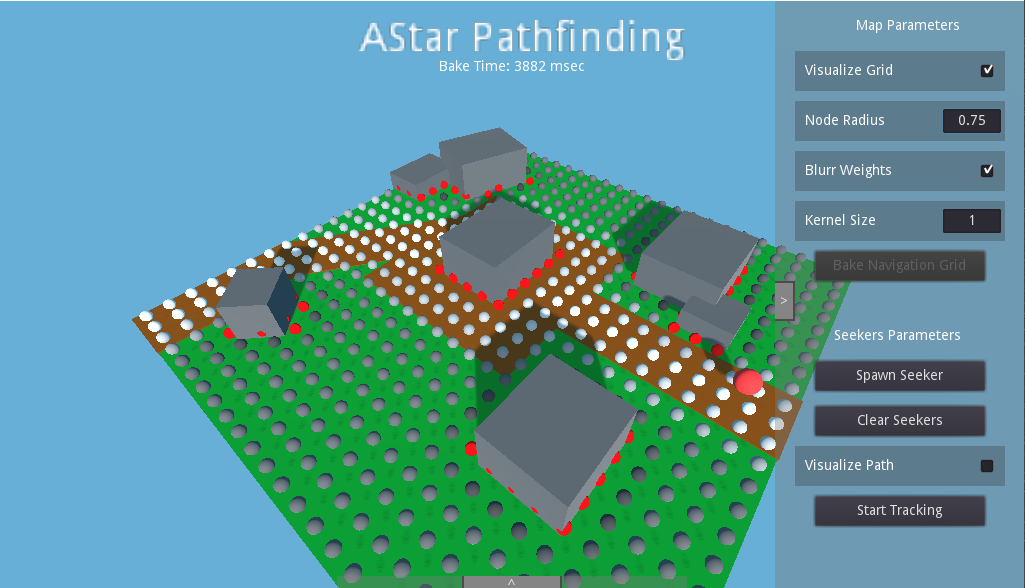 AStar Pathfinding
Bake Time: 3882 msec
Map Parameters
Visualize Grid
Node Radius 0.75
Blurr Weights
Kernel Size 1
Bake Navigation Grid
>
Seekers Parameters
Spawn Seeker
Clear Seekers
Visualize Path
Start Tracking
^